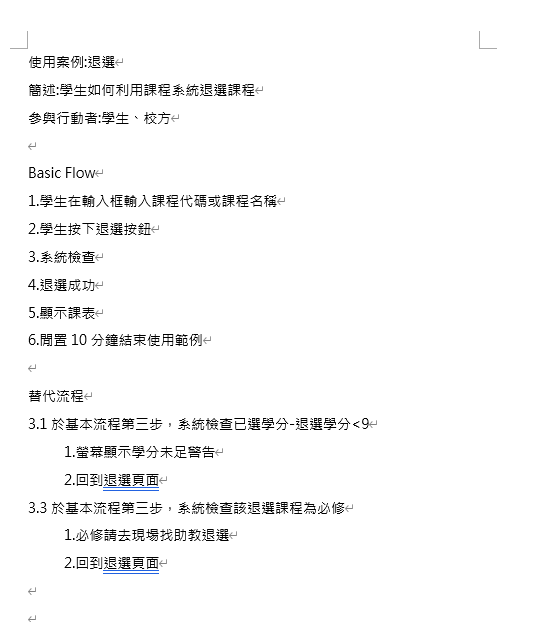 使用案例:退選
簡述:學生如何利用課程系統退選課程
參與行動者:學生、校方
Basic Flow
1.學生在輸入框輸入課程代碼或課程名稱
2.學生按下退選按鈕
3.系統檢查
4.退選成功
5.顯示課表
6.閒置 10 分鐘結束使用範例
替代流程
3.1 於基本流程第三步，系統檢查已選學分-退選學分<9
1.螢幕顯示學分未足警告
2.回到退選頁面
3.3 於基本流程第三步，系統檢查該退選課程為必修
1.必修請去現場找助教退選
2.回到退選頁面